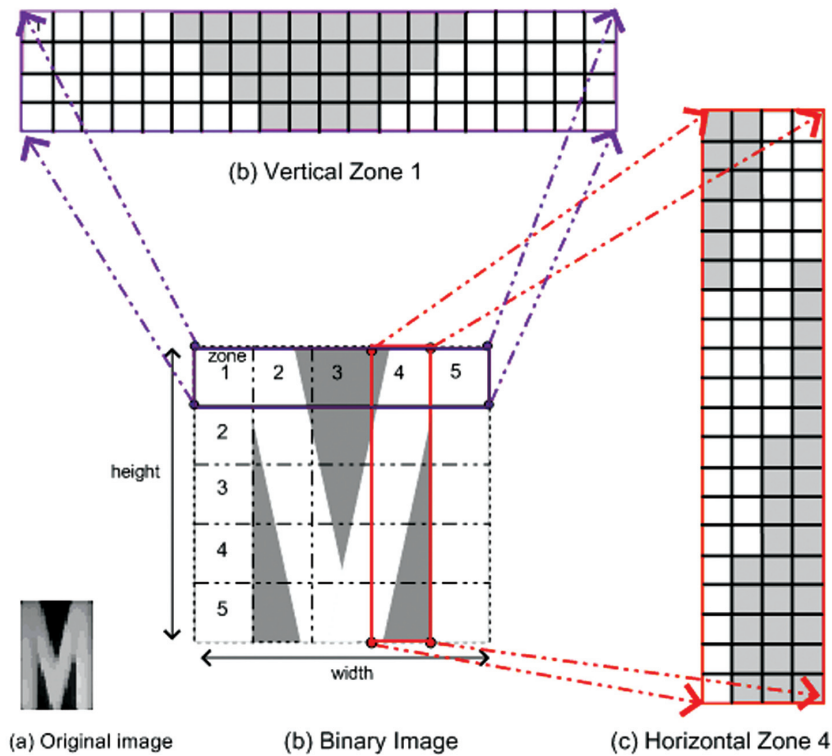 (b) Vertical Zone 1
zone
1 2 3 4 5
2
3
4
5
height
width
(a) Original image
(b) Binary Image
(c) Horizontal Zone 4